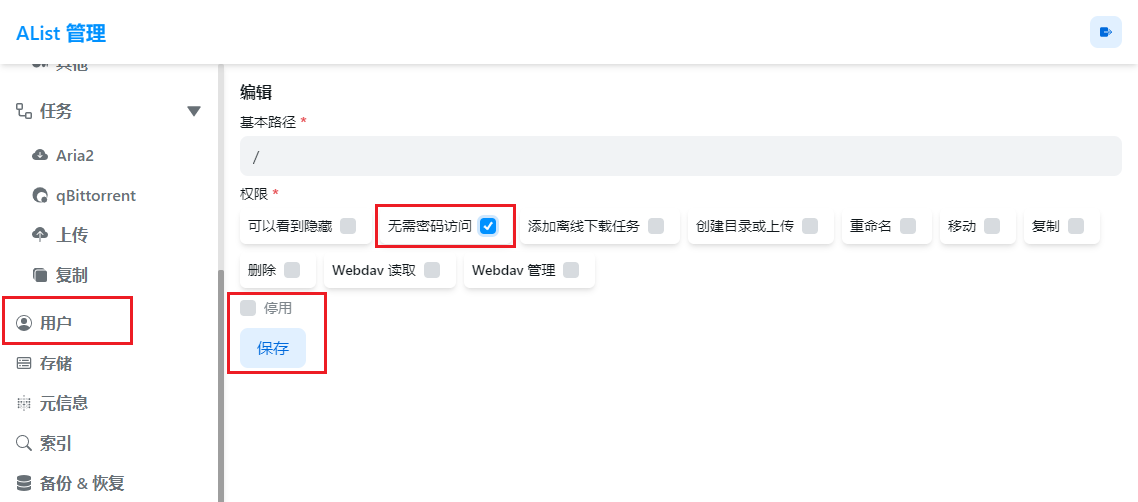 AList 管理
其他
任务
Aria2
qBittorrent
上传
复制
用户
存储
元信息
索引
备份 & 恢复
编辑
基本路径 *
/
权限 *
可以看到隐藏 无需密码访问 添加离线下载任务 创建目录或上传 重命名 移动 复制
删除 Webdav 读取 Webdav 管理
停用
保存